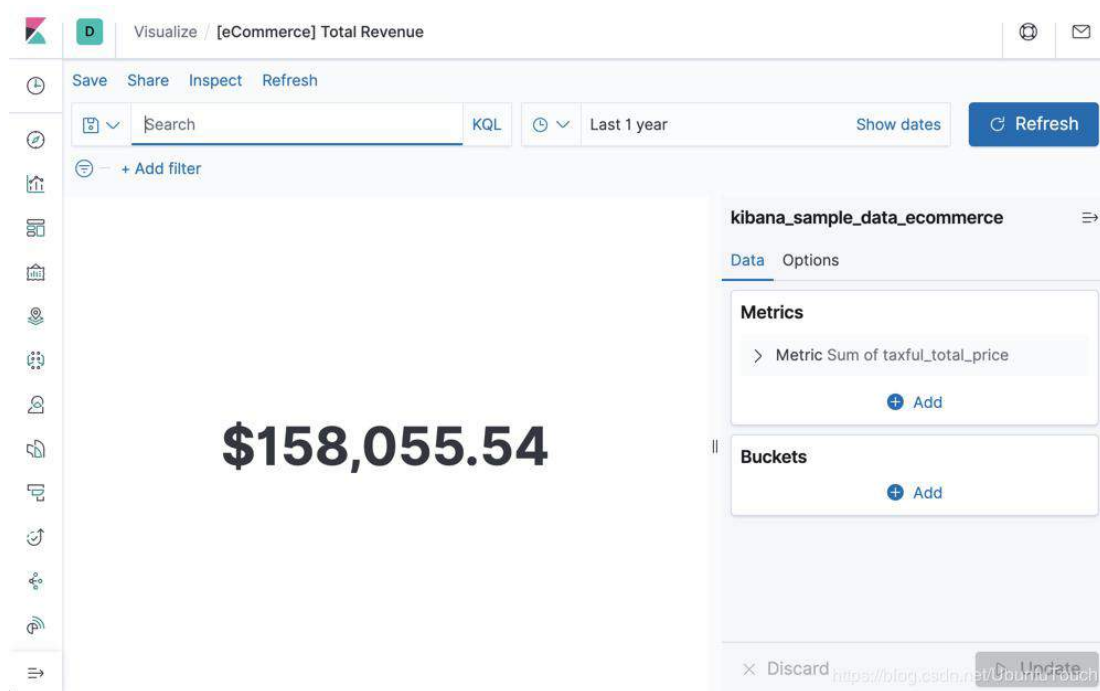 D Visualize / [eCommerce] Total Revenue
Save Share Inspect Refresh
Search KQL Last 1 year Show dates Refresh
+ Add filter
kibana_sample_data_ecommerce
Data Options
Metrics
Metric Sum of taxful_total_price
Add
$158,055.54
Buckets
Add
Discard Update
https://blog.csdn.net/UbuntuTouch